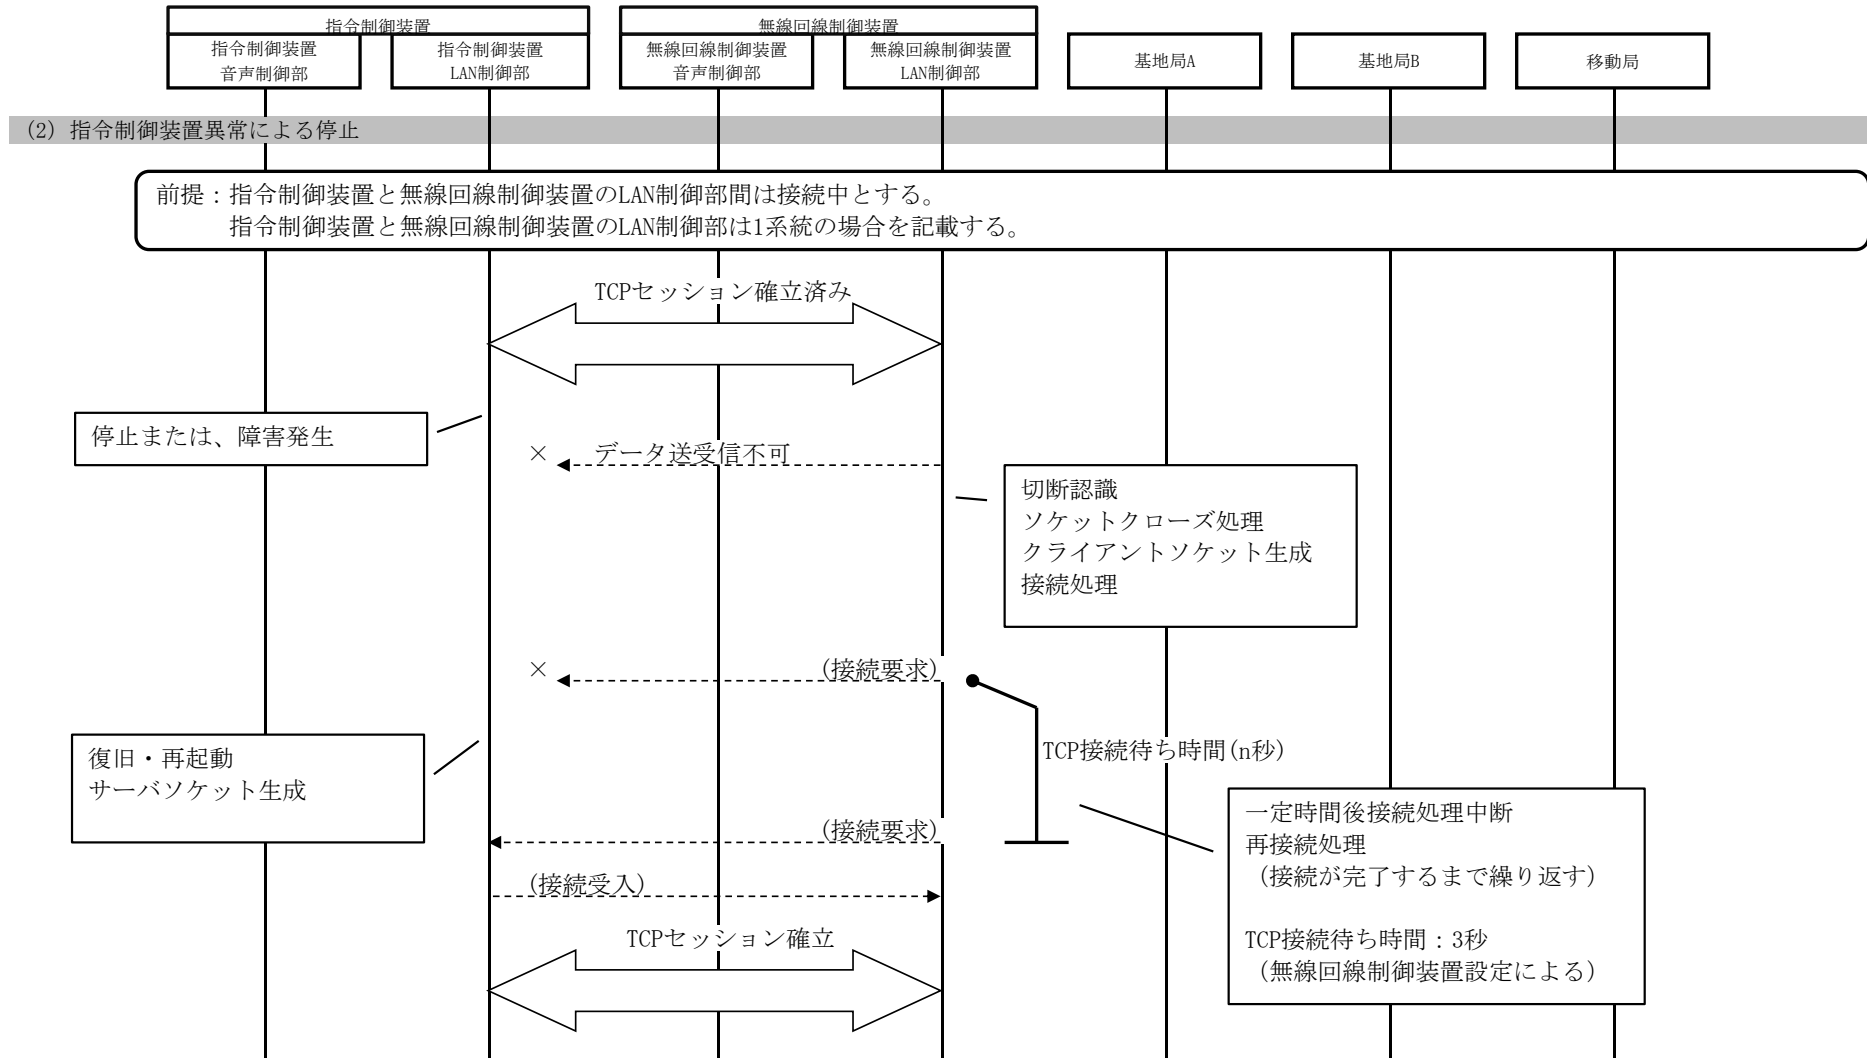 指令制御装置
無線回線制御装置
指令制御装置
音声制御部
指令制御装置
LAN制御部
無線回線制御装置
音声制御部
無線回線制御装置
LAN制御部
基地局A
基地局B
移動局
(2) 指令制御装置異常による停止
前提：指令制御装置と無線回線制御装置のLAN制御部間は接続中とする。
指令制御装置と無線回線制御装置のLAN制御部は1系統の場合を記載する。
TCPセッション確立済み
停止または、障害発生
× データ送受信不可
切断認識
ソケットクローズ処理
クライアントソケット生成
接続処理
× (接続要求)
TCP接続待ち時間(n秒)
復旧・再起動
サーバソケット生成
(接続要求)
(接続受入)
一定時間後接続処理中断
再接続処理
（接続が完了するまで繰り返す）
TCP接続待ち時間：3秒
（無線回線制御装置設定による）
TCPセッション確立